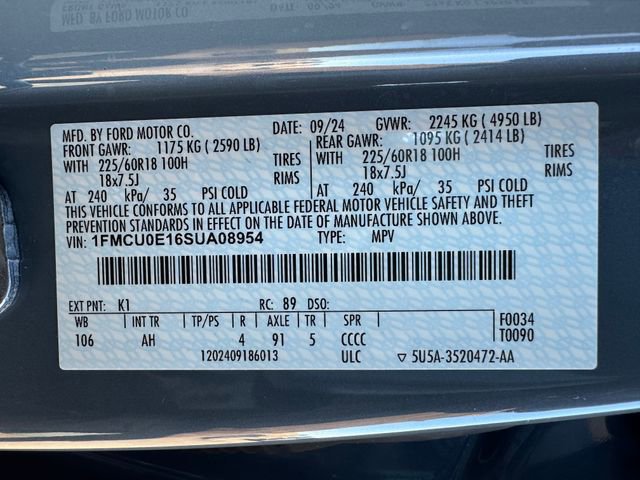 MFD. BY FORD MOTOR CO.
MFD. BY FORD MOTOR CO. DATE: 09/24 GVWR: 2245 KG ( 4950 LB)
FRONT GAWR: 1175 KG ( 2590 LB) REAR GAWR: 1095 KG ( 2414 LB)
WITH 225/60R18 100H TIRES WITH 225/60R18 100H TIRES
18x7.5J RIMS 18x7.5J RIMS
AT 240 kPa/ 35 PSI COLD AT 240 kPa/ 35 PSI COLD
THIS VEHICLE CONFORMS TO ALL APPLICABLE FEDERAL MOTOR VEHICLE SAFETY AND THEFT
PREVENTION STANDARDS IN EFFECT ON THE DATE OF MANUFACTURE SHOWN ABOVE.
VIN: 1FMCU0E16SUA08954 TYPE: MPV
EXT PNT: K1 RC: 89 DSO:
WB INT TR TP/PS R AXLE TR SPR F0034
106 AH 4 91 5 CCCC T0090
1202409186013 ULC ▽ 5U5A-3520472-AA